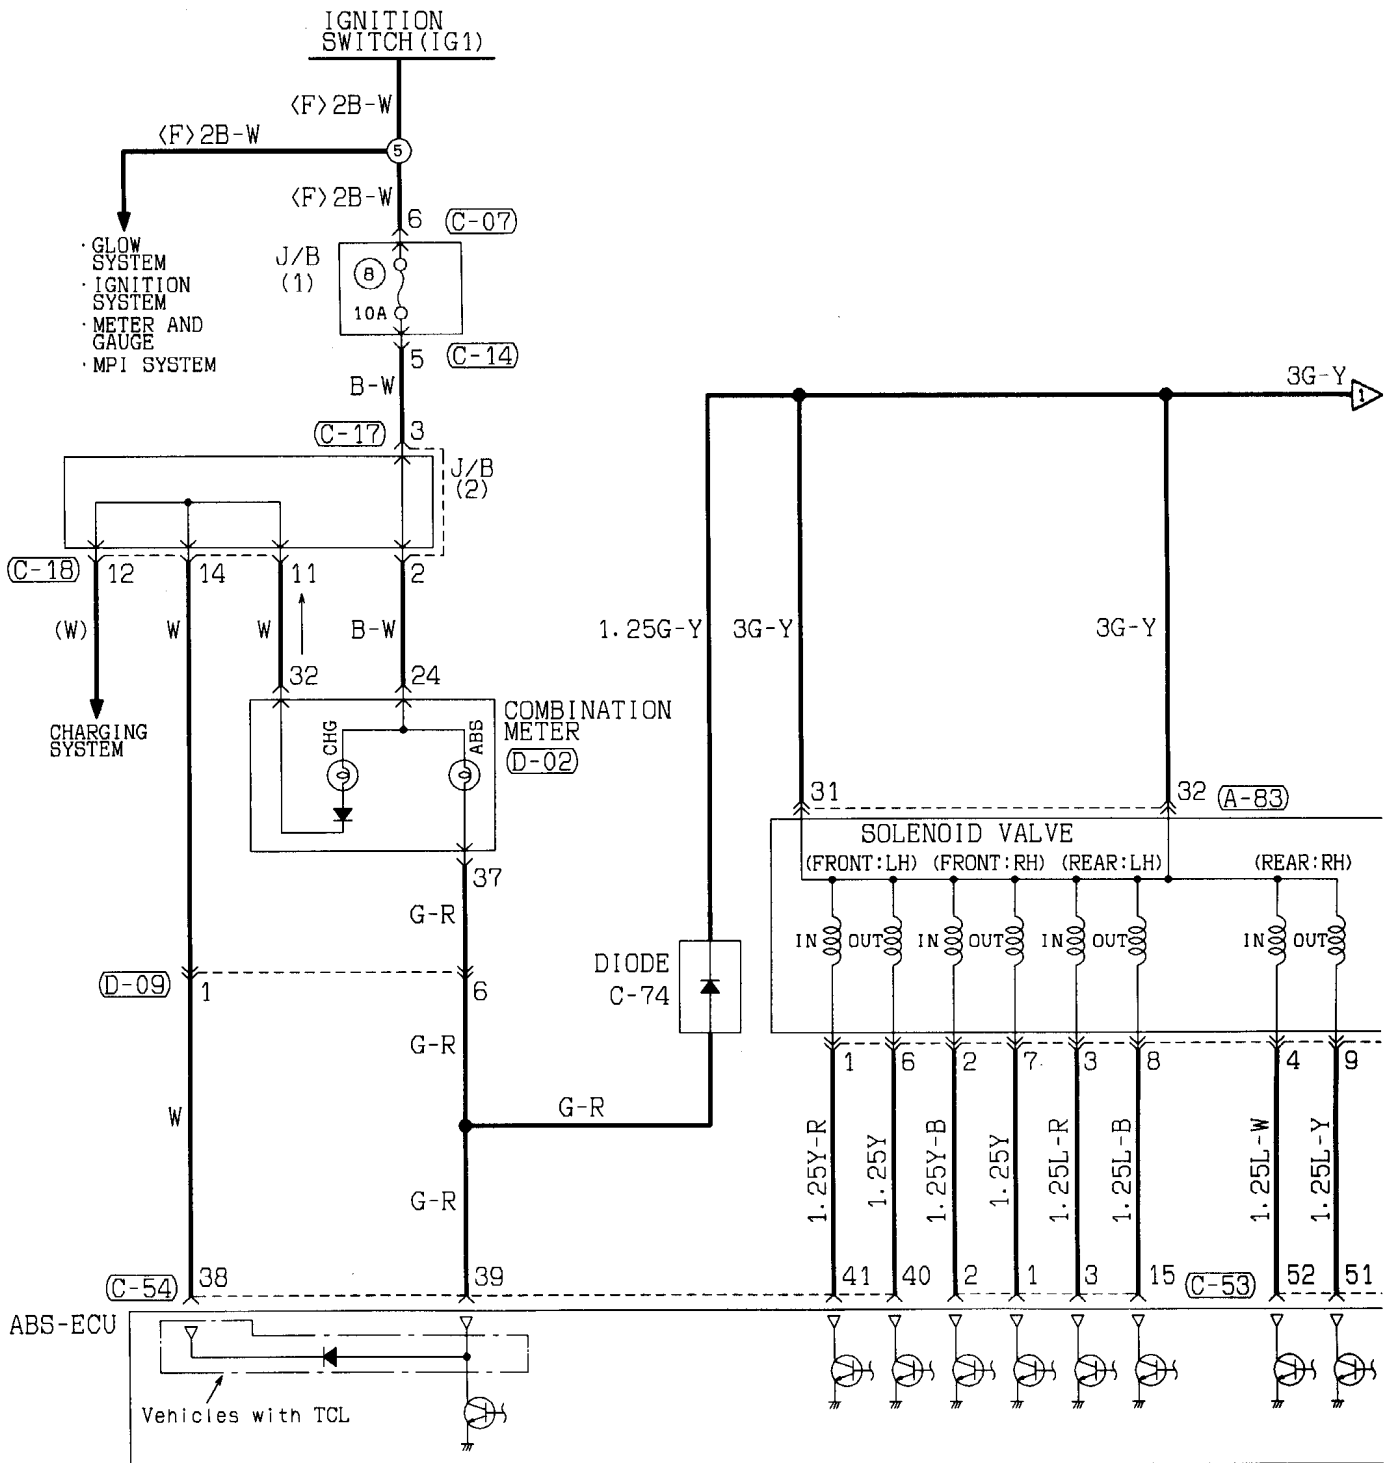 IGNITION
SWITCH(IG1)
<F>2B-W
<F>2B-W
5
<F>2B-W
6
C-07
· GLOW
SYSTEM
· IGNITION
SYSTEM
· METER AND
GAUGE
· MPI SYSTEM
J/B
(1)
8
10A
5
C-14
B-W
3G-Y
1
C-17
3
J/B
(2)
C-18
12
14
11
2
(W)
W
W
B-W
1.25G-Y
3G-Y
3G-Y
32
24
CHARGING
SYSTEM
CHG
ABS
COMBINATION
METER
D-02
31
32
A-83
SOLENOID VALVE
(FRONT:LH)
(FRONT:RH)
(REAR:LH)
(REAR:RH)
37
G-R
IN
OUT
IN
OUT
IN
OUT
IN
OUT
DIODE
C-74
D-09
1
6
G-R
1
6
2
7
3
8
4
9
W
G-R
1.25Y-R
1.25Y
1.25Y-B
1.25Y
1.25L-R
1.25L-B
1.25L-W
1.25L-Y
G-R
C-54
38
39
41
40
2
1
3
15
C-53
52
51
ABS-ECU
Vehicles with TCL